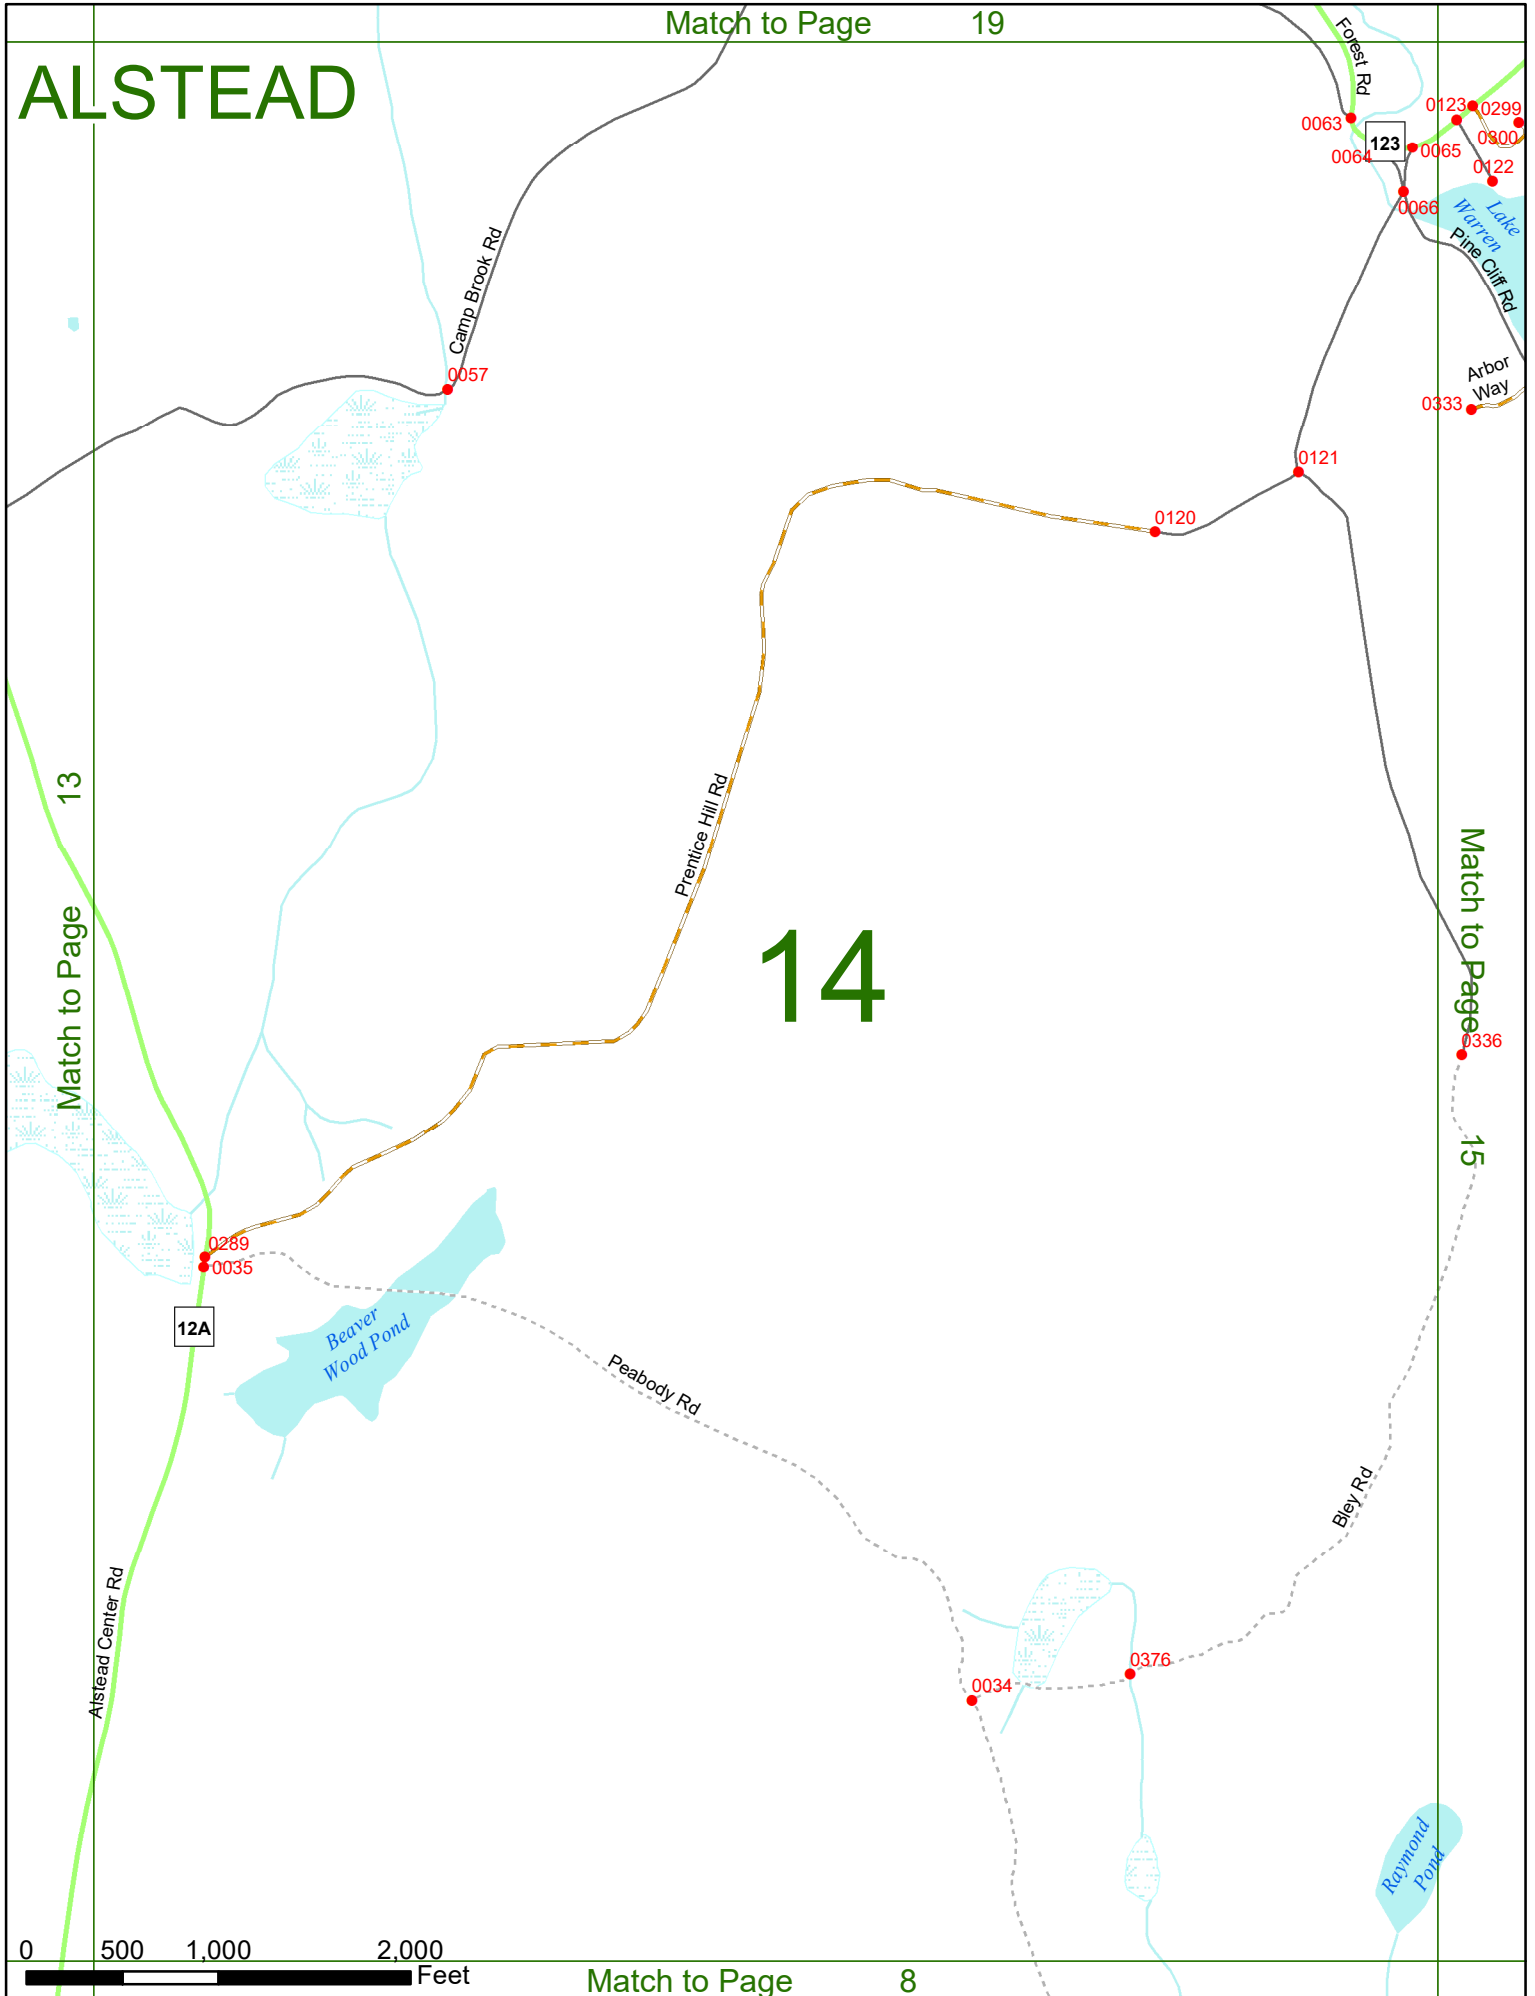 Match to Page 19
ALSTEAD
Forest Rd
0123
0299
0063
0300
123
0064
0065
0122
0066
Lake
Warren
Pine Cliff Rd
Camp Brook Rd
0057
Arbor
Way
0333
0121
0120
Match to Page 13
Prentice Hill Rd
14
Match to Page 15
0336
0289
0035
12A
Beaver
Wood Pond
Peabody Rd
Bley Rd
Alstead Center Rd
0376
0034
Raymond
Pond
0 500 1,000 2,000
Feet
Match to Page 8